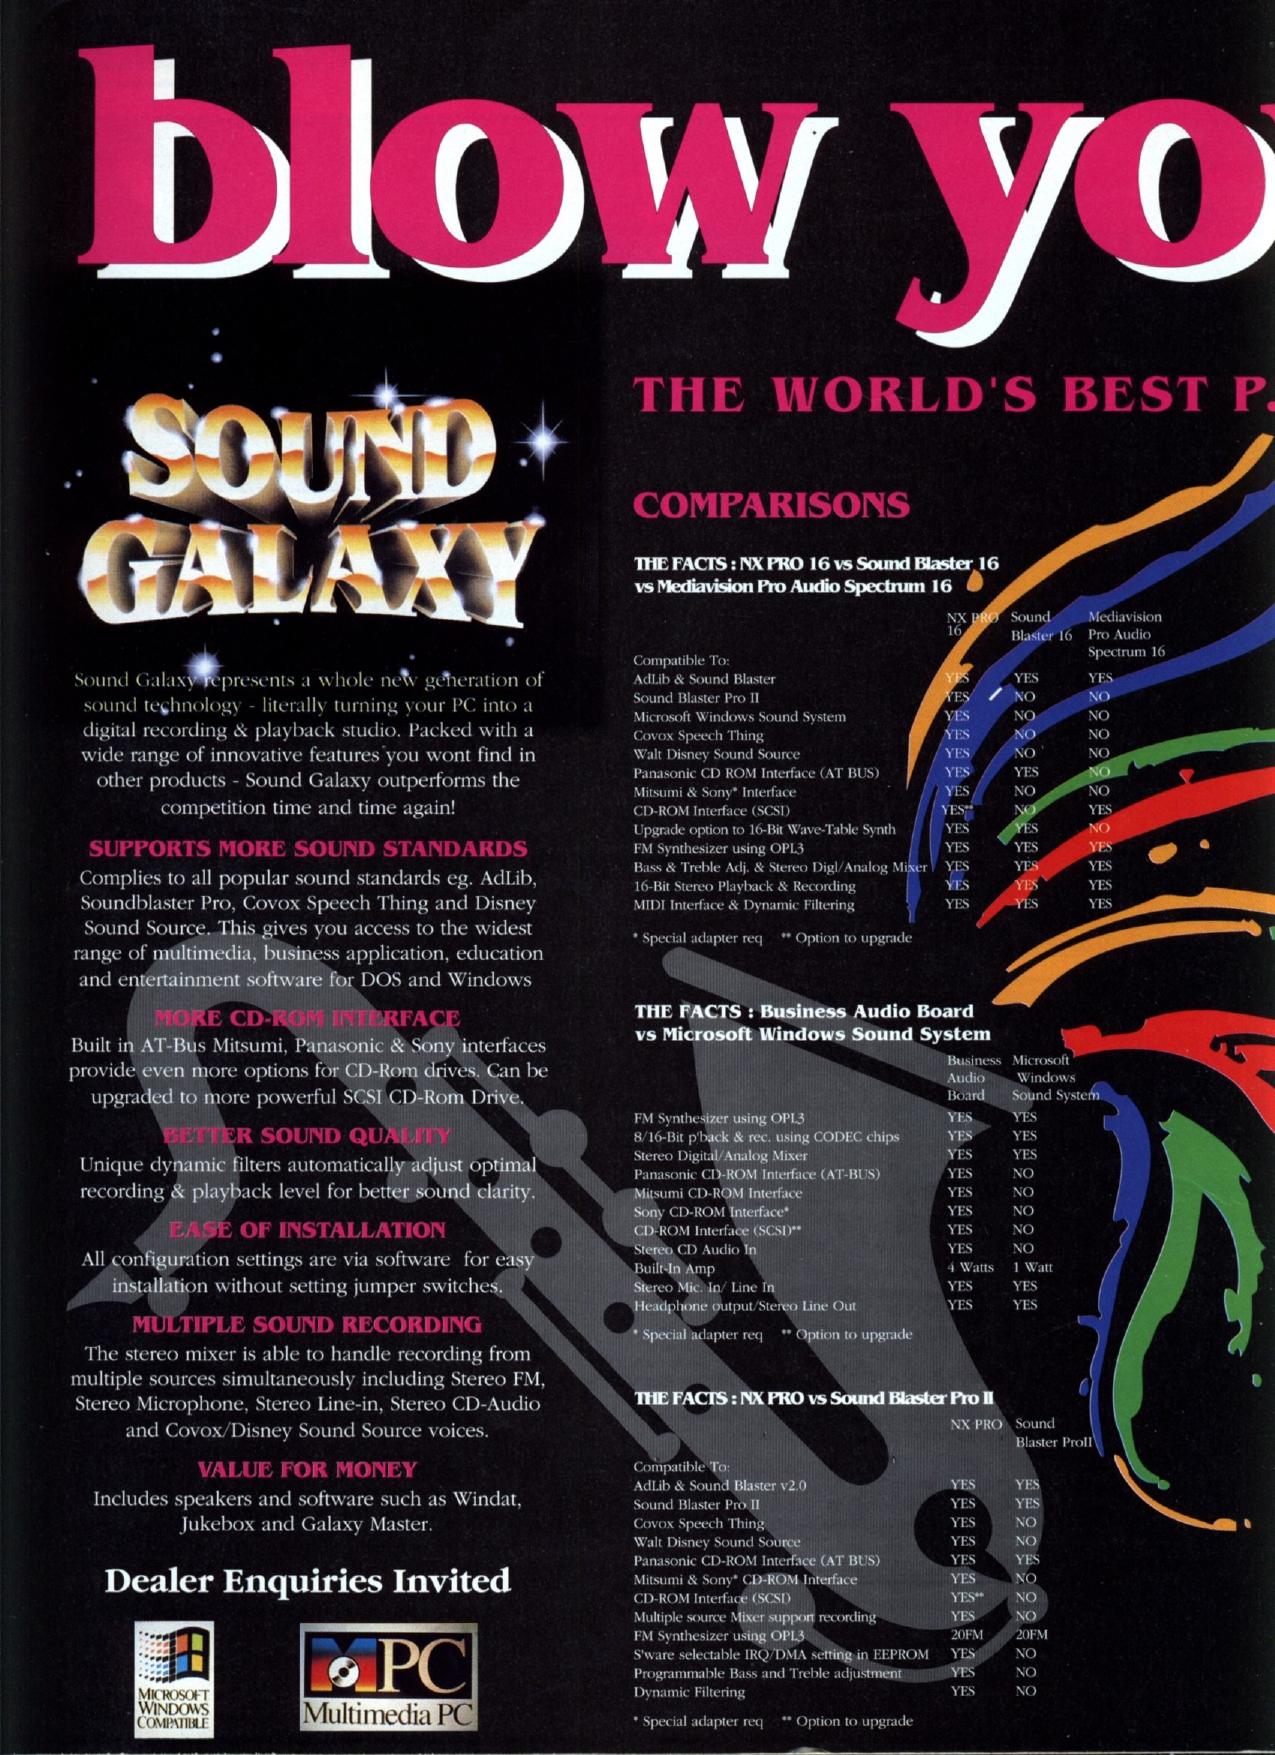 blow yo
SOUND
GALAXY
Sound Galaxy represents a whole new generation of
sound technology - literally turning your PC into a
digital recording & playback studio. Packed with a
wide range of innovative features you wont find in
other products - Sound Galaxy outperforms the
competition time and time again!
SUPPORTS MORE SOUND STANDARDS
Complies to all popular sound standards eg. AdLib,
Soundblaster Pro, Covox Speech Thing and Disney
Sound Source. This gives you access to the widest
range of multimedia, business application, education
and entertainment software for DOS and Windows
MORE CD-ROM INTERFACE
Built in AT-Bus Mitsumi, Panasonic & Sony interfaces
provide even more options for CD-Rom drives. Can be
upgraded to more powerful SCSI CD-Rom Drive.
BETTER SOUND QUALITY
Unique dynamic filters automatically adjust optimal
recording & playback level for better sound clarity.
EASE OF INSTALLATION
All configuration settings are via software for easy
installation without setting jumper switches.
MULTIPLE SOUND RECORDING
The stereo mixer is able to handle recording from
multiple sources simultaneously including Stereo FM,
Stereo Microphone, Stereo Line-in, Stereo CD-Audio
and Covox/Disney Sound Source voices.
VALUE FOR MONEY
Includes speakers and software such as Windat,
Jukebox and Galaxy Master.
Dealer Enquiries Invited
MICROSOFT
WINDOWS
COMPATIBLE
MPC
Multimedia PC
THE WORLD'S BEST P.
COMPARISONS
THE FACTS : NX PRO 16 vs Sound Blaster 16
vs Mediavision Pro Audio Spectrum 16
NX PRO Sound Mediavision
16 Blaster 16 Pro Audio
Spectrum 16
Compatible To:
AdLib & Sound Blaster YES YES YES
Sound Blaster Pro II YES NO NO
Microsoft Windows Sound System YES NO NO
Covox Speech Thing YES NO NO
Walt Disney Sound Source YES NO NO
Panasonic CD ROM Interface (AT BUS) YES YES NO
Mitsumi & Sony* Interface YES NO NO
CD-ROM Interface (SCSI) YES** NO YES
Upgrade option to 16-Bit Wave-Table Synth YES YES NO
FM Synthesizer using OPL3 YES YES YES
Bass & Treble Adj. & Stereo Digl/Analog Mixer YES YES YES
16-Bit Stereo Playback & Recording YES YES YES
MIDI Interface & Dynamic Filtering YES YES YES
* Special adapter req ** Option to upgrade
THE FACTS : Business Audio Board
vs Microsoft Windows Sound System
Business Microsoft
Audio Windows
Board Sound System
FM Synthesizer using OPL3 YES YES
8/16-Bit p'back & rec. using CODEC chips YES YES
Stereo Digital/Analog Mixer YES YES
Panasonic CD-ROM Interface (AT-BUS) YES NO
Mitsumi CD-ROM Interface YES NO
Sony CD-ROM Interface* YES NO
CD-ROM Interface (SCSI)** YES NO
Stereo CD Audio In YES NO
Built-In Amp 4 Watts 1 Watt
Stereo Mic. In/ Line In YES YES
Headphone output/Stereo Line Out YES YES
* Special adapter req ** Option to upgrade
THE FACTS : NX PRO vs Sound Blaster Pro II
NX PRO Sound
Blaster ProII
Compatible To:
AdLib & Sound Blaster v2.0 YES YES
Sound Blaster Pro II YES YES
Covox Speech Thing YES NO
Walt Disney Sound Source YES NO
Panasonic CD-ROM Interface (AT BUS) YES YES
Mitsumi & Sony* CD-ROM Interface YES NO
CD-ROM Interface (SCSI) YES** NO
Multiple source Mixer support recording YES NO
FM Synthesizer using OPL3 20FM 20FM
S'ware selectable IRQ/DMA setting in EEPROM YES NO
Programmable Bass and Treble adjustment YES NO
Dynamic Filtering YES NO
* Special adapter req ** Option to upgrade